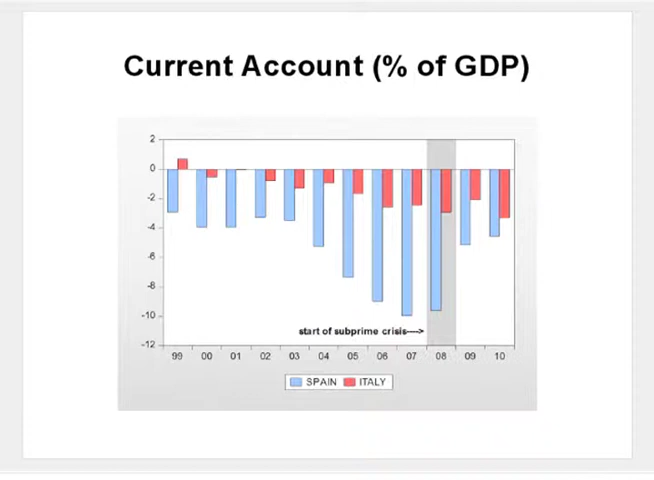 Current Account (% of GDP)
2
0
-2
-4
-6
-8
-10
-12
start of subprime crisis---->
99 00 01 02 03 04 05 06 07 08 09 10
SPAIN ITALY